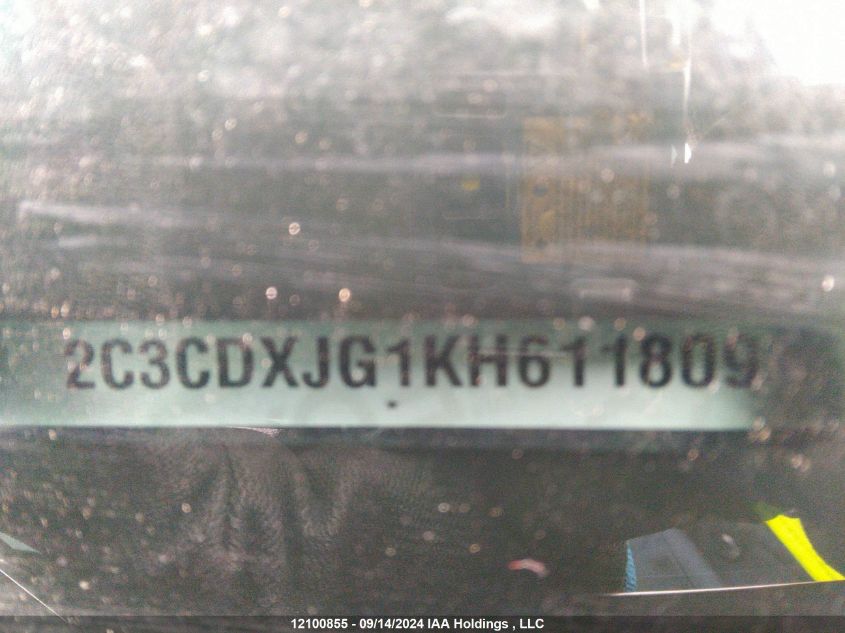 2C3CDXJG1KH611809
12100855 - 09/14/2024 IAA Holdings , LLC